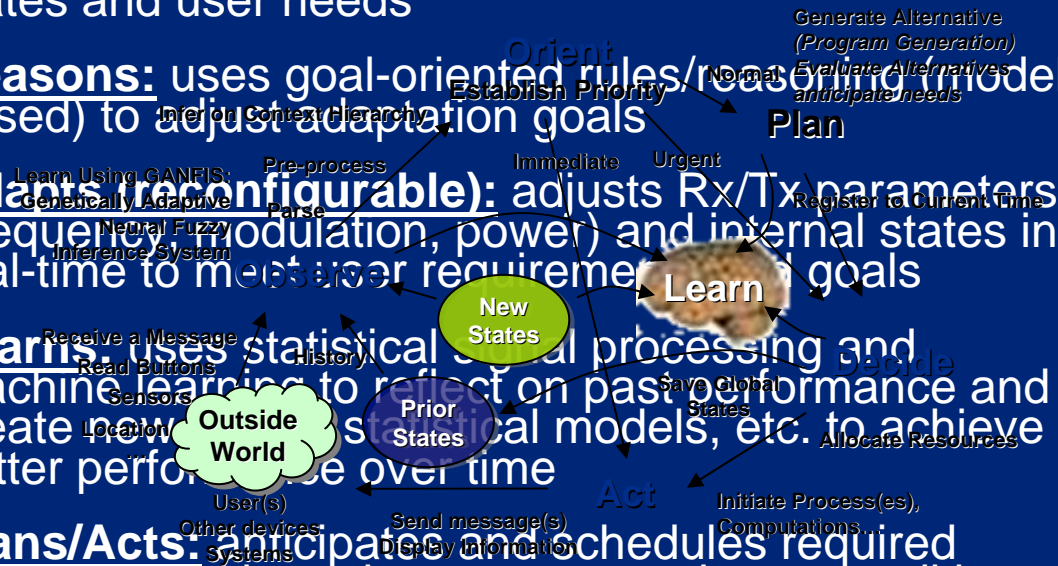 ates and user needs
easons: uses goal-oriented rules/reasoning/mode
sed) to adjust adaptation goals
dapts (reconfigurable): adjusts Rx/Tx parameters
equency, modulation, power) and internal states in
al-time to meet user requirements and goals
arns: uses statistical signal processing and
achine learning to reflect on past performance and
eate statistical models, etc. to achieve
tter performance over time
ans/Acts: anticipates and schedules required
Generate Alternative
(Program Generation)
Evaluate Alternatives
anticipate needs
Orient
Establish Priority
Normal
Plan
Infer on Context Hierarchy
Pre-process
Parse
Immediate
Urgent
Learn Using GANFIS:
Genetically Adaptive
Neural Fuzzy
Inference System
Register to Current Time
Observe
New
States
Learn
Receive a Message
Read Buttons
Sensors
Location
...
History
Outside
World
Prior
States
Decide
Save Global
States
Allocate Resources
Act
Initiate Process(es),
Computations...
User(s)
Other devices
Systems
Send message(s)
Display Information